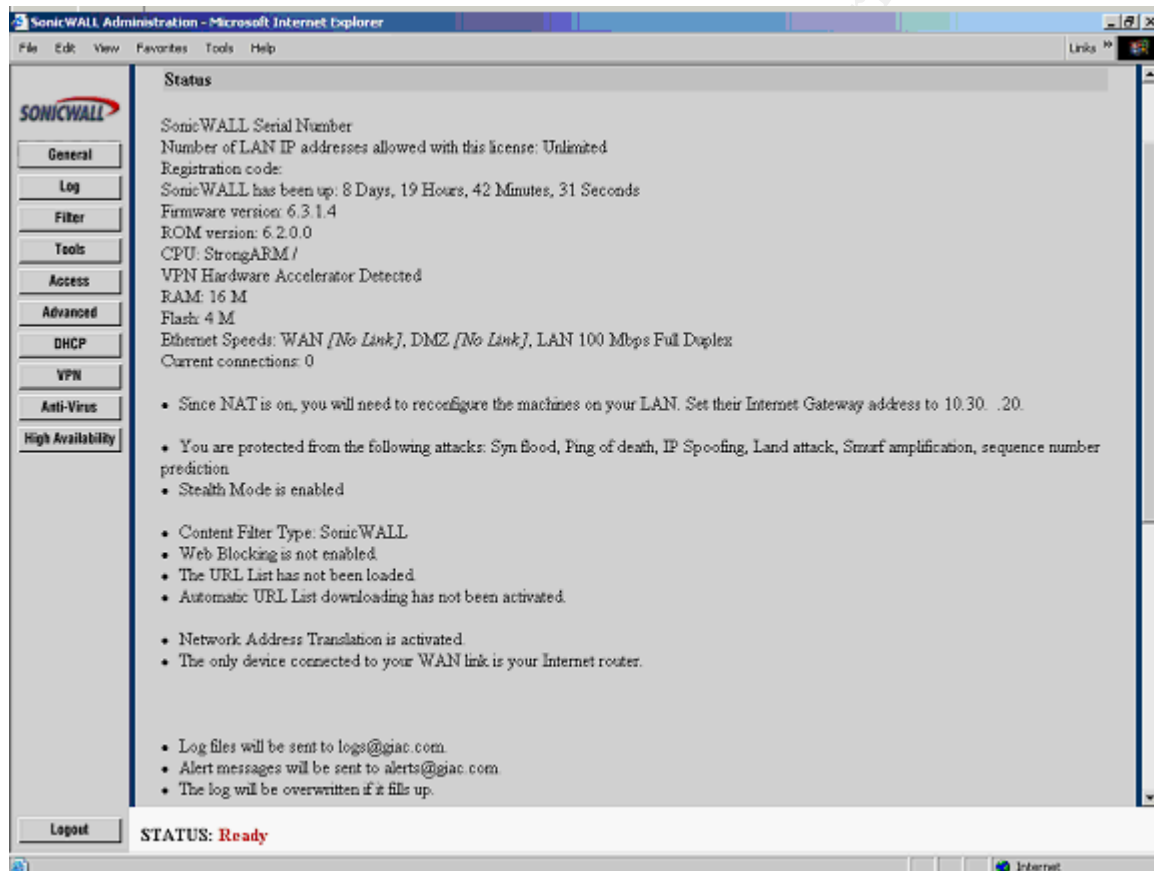 SonicWALL Administration - Microsoft Internet Explorer
File Edit View Favorites Tools Help Links »
SONICWALL
General
Log
Filter
Tools
Access
Advanced
DHCP
VPN
Anti-Virus
High Availability
Logout
Status
SonicWALL Serial Number
Number of LAN IP addresses allowed with this license: Unlimited
Registration code:
SonicWALL has been up: 8 Days, 19 Hours, 42 Minutes, 31 Seconds
Firmware version: 6.3.1.4
ROM version: 6.2.0.0
CPU: StrongARM /
VPN Hardware Accelerator Detected
RAM: 16 M
Flash: 4 M
Ethernet Speeds: WAN [No Link], DMZ [No Link], LAN 100 Mbps Full Duplex
Current connections: 0
• Since NAT is on, you will need to reconfigure the machines on your LAN. Set their Internet Gateway address to 10.30. .20.
• You are protected from the following attacks: Syn flood, Ping of death, IP Spoofing, Land attack, Smurf amplification, sequence number
prediction
• Stealth Mode is enabled
• Content Filter Type: SonicWALL
• Web Blocking is not enabled.
• The URL List has not been loaded.
• Automatic URL List downloading has not been activated.
• Network Address Translation is activated.
• The only device connected to your WAN link is your Internet router.
• Log files will be sent to logs@giac.com.
• Alert messages will be sent to alerts@giac.com.
• The log will be overwritten if it fills up.
STATUS: Ready
Internet